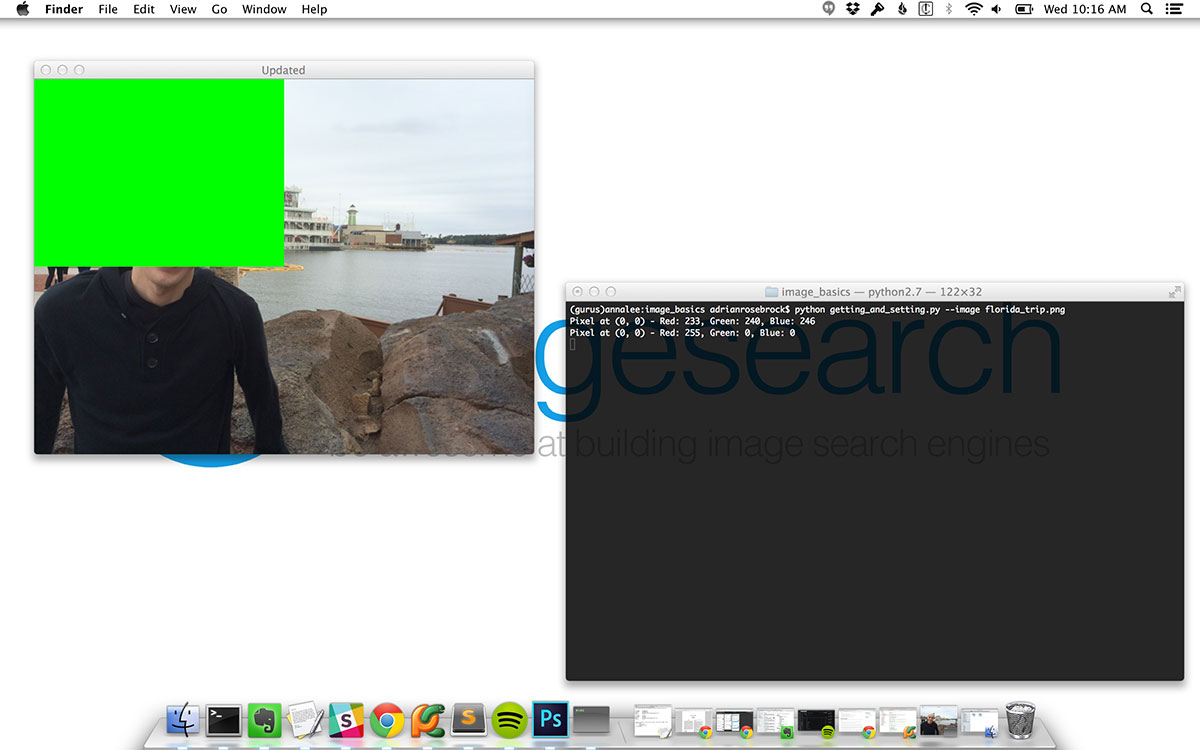 Finder File Edit View Go Window Help Wed 10:16 AM
Updated
image_basics — python2.7 — 122×32
(gurus)annalee:image_basics adrianrosebrock$ python getting_and_setting.py --image florida_trip.png
Pixel at (0, 0) - Red: 233, Green: 240, Blue: 246
Pixel at (0, 0) - Red: 255, Green: 0, Blue: 0
gesearch
at building image search engines
S
S
Ps